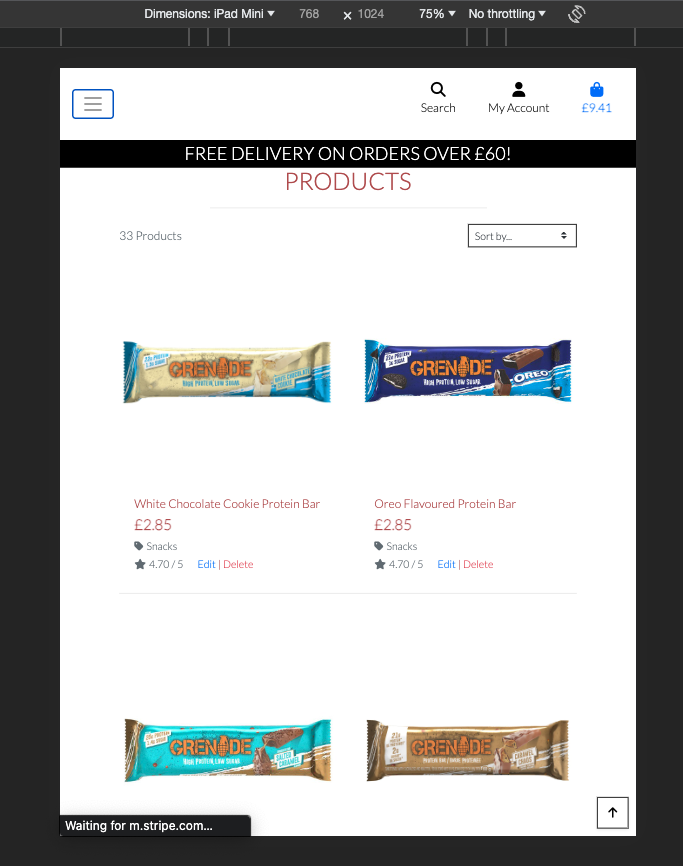 Dimensions: iPad Mini 768 × 1024 75% No throttling
Search My Account £9.41
FREE DELIVERY ON ORDERS OVER £60!
PRODUCTS
33 Products Sort by...
GRENADE
HIGH PROTEIN, LOW SUGAR
WHITE CHOCOLATE
COOKIE
GRENADE
HIGH PROTEIN, LOW SUGAR
OREO
White Chocolate Cookie Protein Bar
£2.85
Snacks
4.70 / 5 Edit | Delete
Oreo Flavoured Protein Bar
£2.85
Snacks
4.70 / 5 Edit | Delete
GRENADE
HIGH PROTEIN, LOW SUGAR
SALTED
CARAMEL
GRENADE
CARAMEL
CHAOS
Waiting for m.stripe.com...